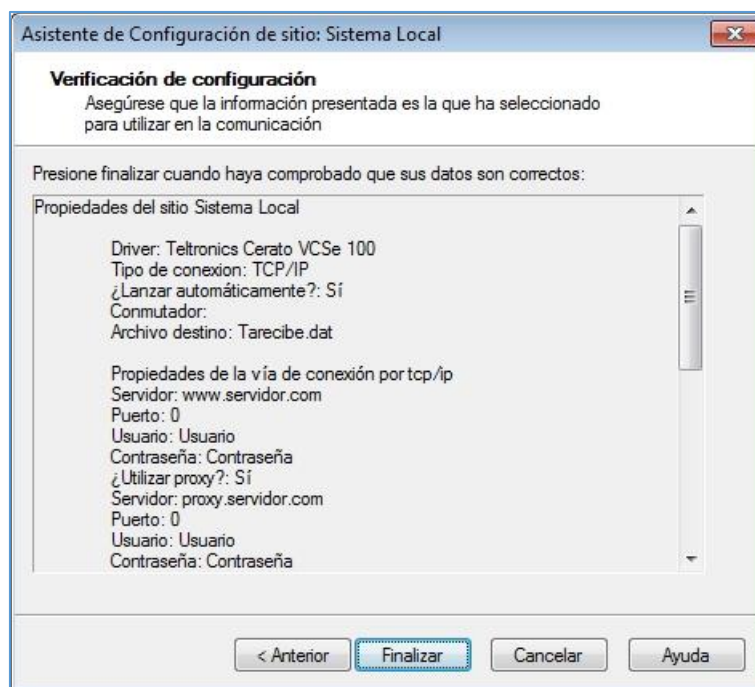 Asistente de Configuración de sitio: Sistema Local
Verificación de configuración
Asegúrese que la información presentada es la que ha seleccionado
para utilizar en la comunicación
Presione finalizar cuando haya comprobado que sus datos son correctos:
Propiedades del sitio Sistema Local
Driver: Teltronics Cerato VCSe 100
Tipo de conexion: TCP/IP
¿Lanzar automáticamente?: Sí
Conmutador:
Archivo destino: Tarecibe.dat
Propiedades de la vía de conexión por tcp/ip
Servidor: www.servidor.com
Puerto: 0
Usuario: Usuario
Contraseña: Contraseña
¿Utilizar proxy?: Sí
Servidor: proxy.servidor.com
Puerto: 0
Usuario: Usuario
Contraseña: Contraseña
< Anterior Finalizar Cancelar Ayuda